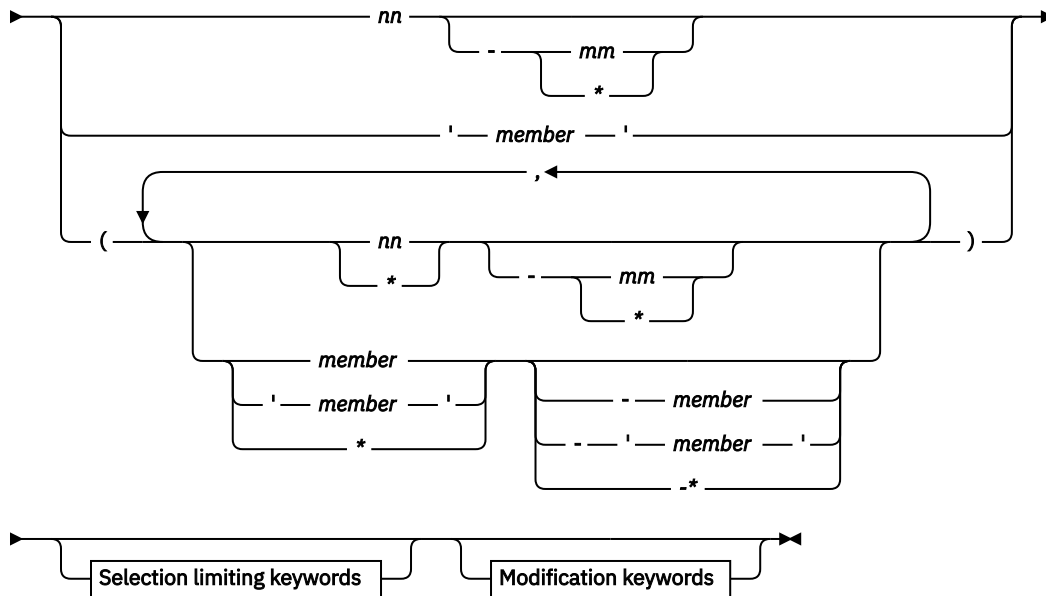 nn
- mm
*
' member '
,
( nn )
* - mm
*
member
' member ' - member
* - ' member '
-*
Selection limiting keywords Modification keywords